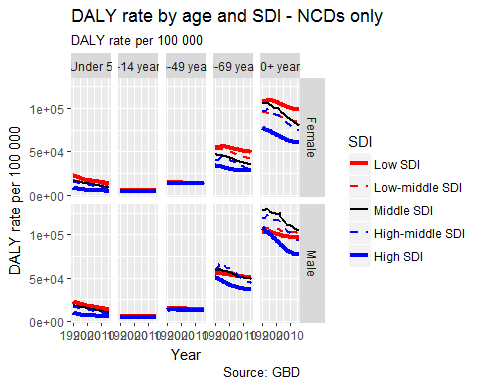 DALY rate by age and SDI - NCDs only
DALY rate per 100 000
Under 5
-14 year
-49 year
-69 year
0+ year
DALY rate per 100 000
1e+05
5e+04
0e+00
Female
1e+05
5e+04
0e+00
Male
SDI
Low SDI
Low-middle SDI
Middle SDI
High-middle SDI
High SDI
Year
Source: GBD